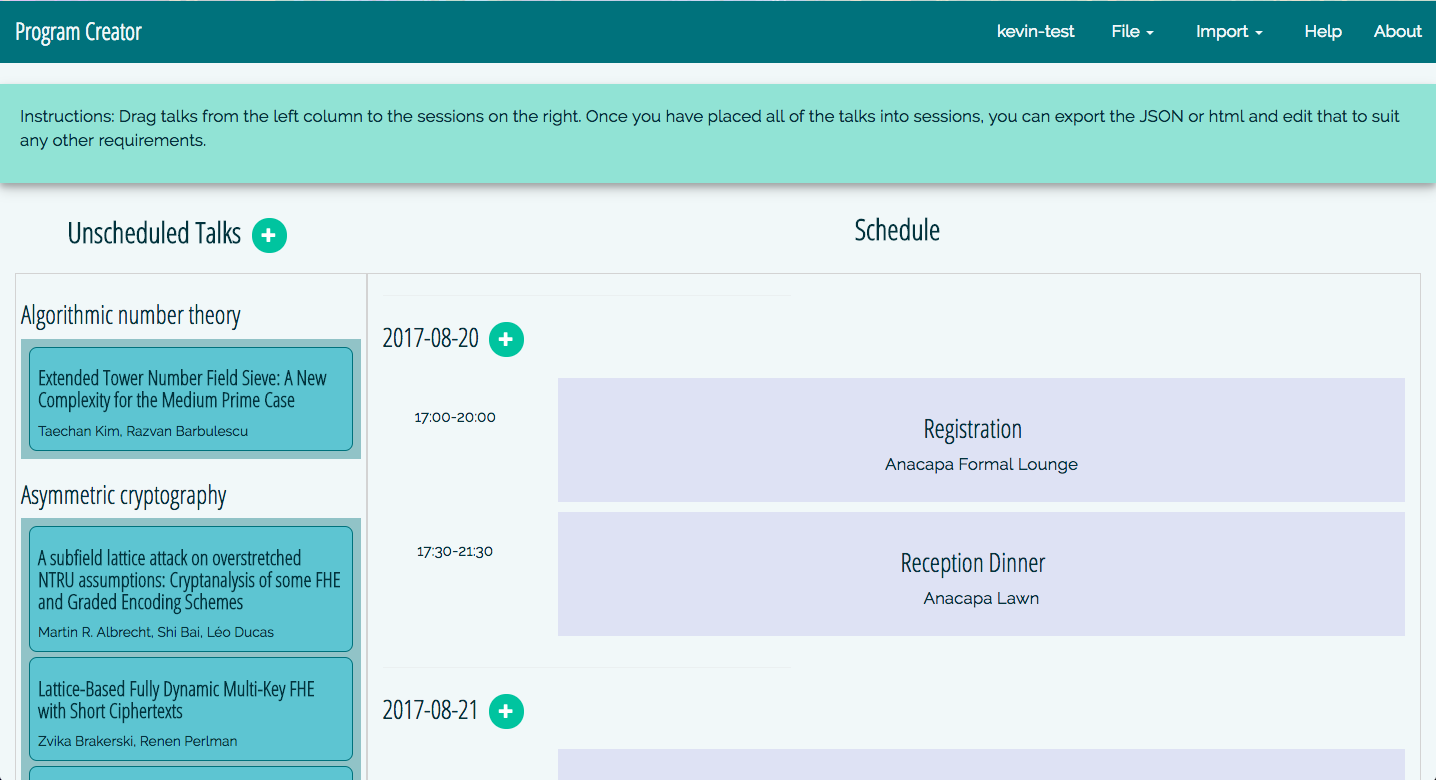 Program Creator
kevin-test
File
Import
Help
About
Instructions: Drag talks from the left column to the sessions on the right. Once you have placed all of the talks into sessions, you can export the JSON or html and edit that to suit
any other requirements.
Unscheduled Talks
Schedule
Algorithmic number theory
Extended Tower Number Field Sieve: A New
Complexity for the Medium Prime Case
Taechan Kim, Razvan Barbulescu
Asymmetric cryptography
A subfield lattice attack on overstretched
NTRU assumptions: Cryptanalysis of some FHE
and Graded Encoding Schemes
Martin R. Albrecht, Shi Bai, Léo Ducas
Lattice-Based Fully Dynamic Multi-Key FHE
with Short Ciphertexts
Zvika Brakerski, Renen Perlman
2017-08-20
17:00-20:00
Registration
Anacapa Formal Lounge
17:30-21:30
Reception Dinner
Anacapa Lawn
2017-08-21